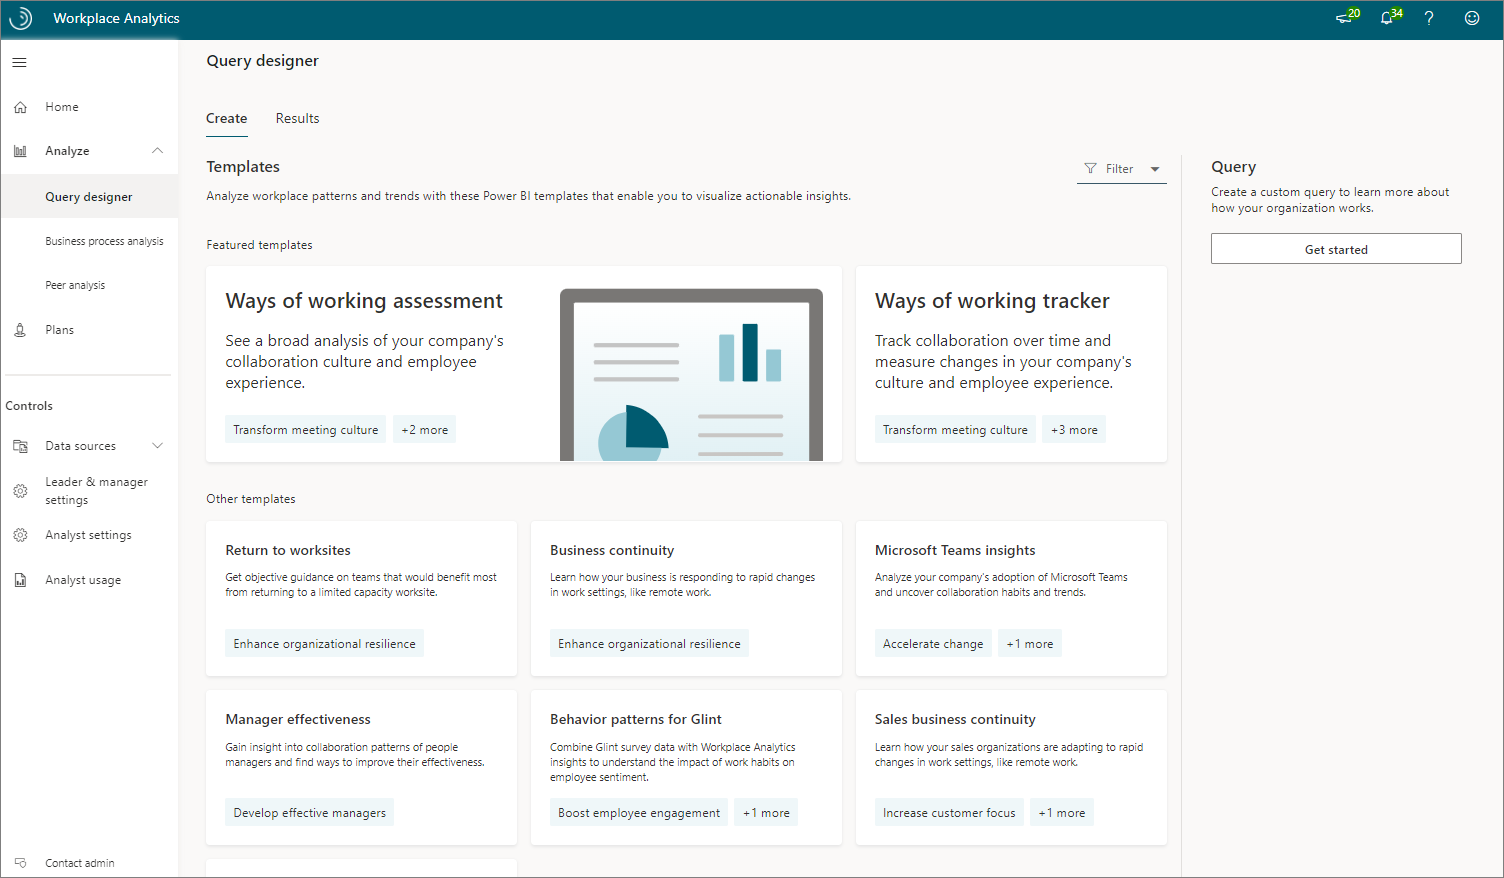 Workplace Analytics
20
34
?
Home
Analyze
Query designer
Business process analysis
Peer analysis
Plans
Controls
Data sources
Leader & manager
settings
Analyst settings
Analyst usage
Contact admin
Query designer
Create
Results
Templates
Filter
Analyze workplace patterns and trends with these Power BI templates that enable you to visualize actionable insights.
Featured templates
Ways of working assessment
See a broad analysis of your company's
collaboration culture and employee
experience.
Transform meeting culture
+2 more
Ways of working tracker
Track collaboration over time and
measure changes in your company's
culture and employee experience.
Transform meeting culture
+3 more
Other templates
Return to worksites
Get objective guidance on teams that would benefit most
from returning to a limited capacity worksite.
Enhance organizational resilience
Business continuity
Learn how your business is responding to rapid changes
in work settings, like remote work.
Enhance organizational resilience
Microsoft Teams insights
Analyze your company's adoption of Microsoft Teams
and uncover collaboration habits and trends.
Accelerate change
+1 more
Manager effectiveness
Gain insight into collaboration patterns of people
managers and find ways to improve their effectiveness.
Develop effective managers
Behavior patterns for Glint
Combine Glint survey data with Workplace Analytics
insights to understand the impact of work habits on
employee sentiment.
Boost employee engagement
+1 more
Sales business continuity
Learn how your sales organizations are adapting to rapid
changes in work settings, like remote work.
Increase customer focus
+1 more
Query
Create a custom query to learn more about
how your organization works.
Get started